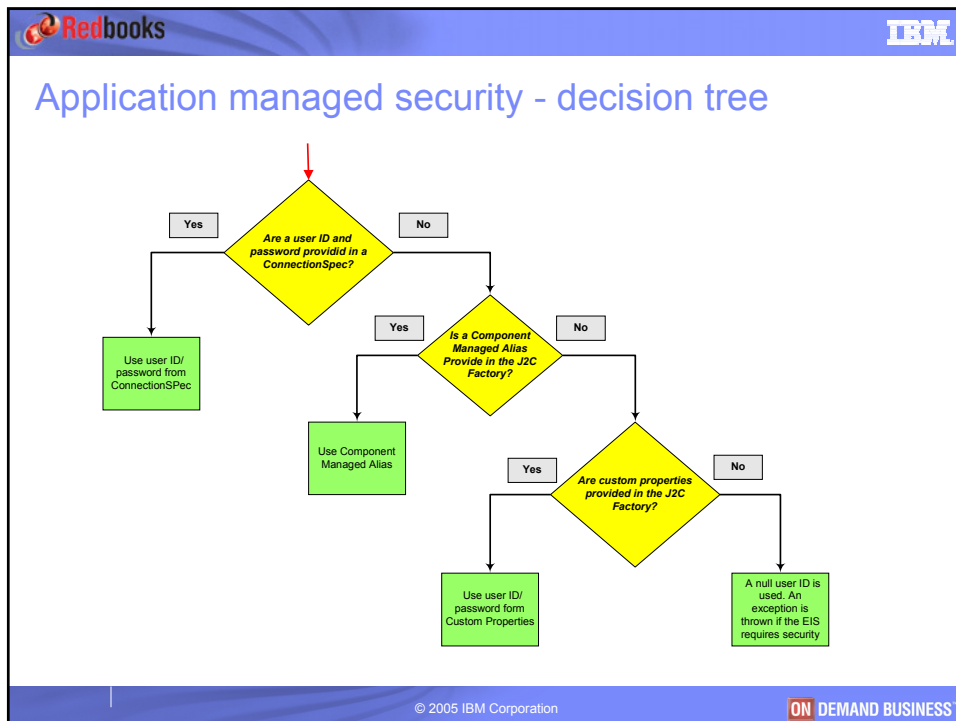 Redbooks
IBM
Application managed security - decision tree
Yes
No
Are a user ID and
password providid in a
ConnectionSpec?
Yes
No
Is a Component
Managed Alias
Provide in the J2C
Factory?
Use user ID/
password from
ConnectionSPec
Use Component
Managed Alias
Yes
No
Are custom properties
provided in the J2C
Factory?
Use user ID/
password form
Custom Properties
A null user ID is
used. An
exception is
thrown if the EIS
requires security
© 2005 IBM Corporation
ON DEMAND BUSINESS